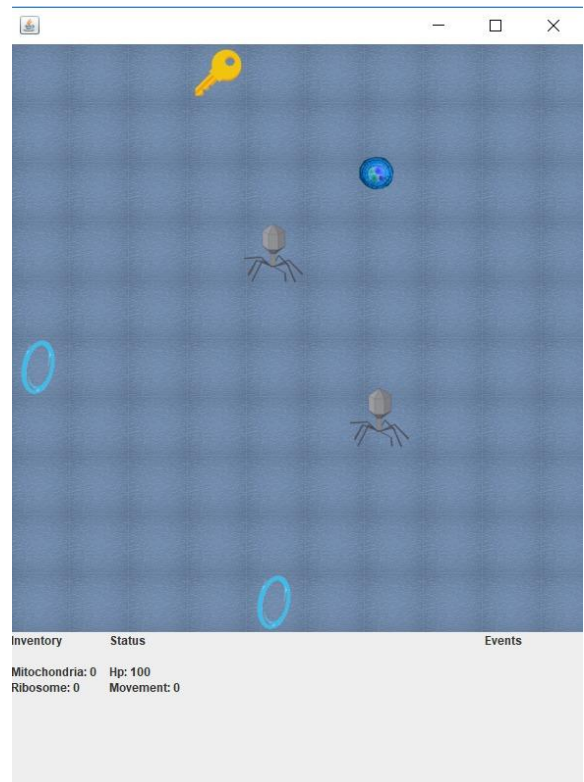 Inventory Status Events
Mitochondria: 0 Hp: 100
Ribosome: 0 Movement: 0